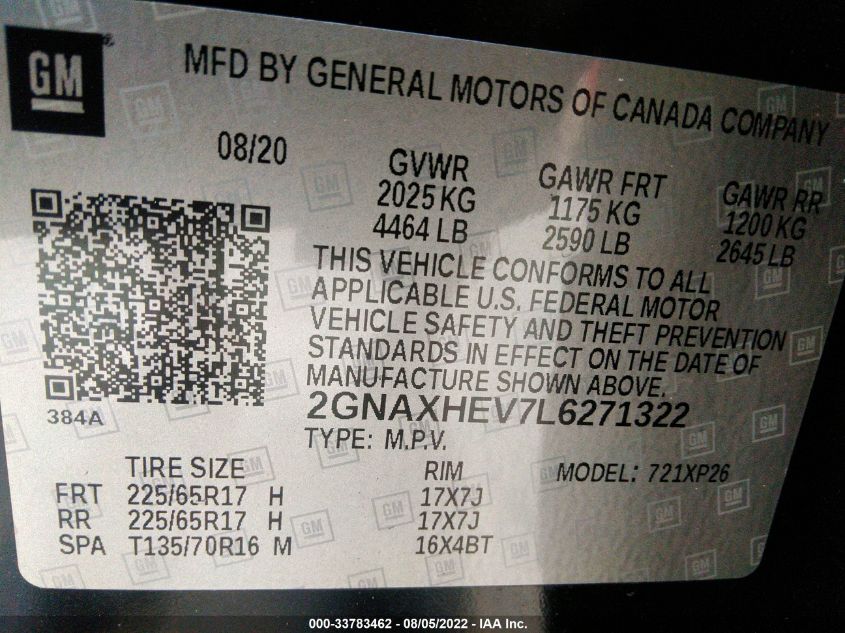 GM
MFD BY GENERAL MOTORS OF CANADA COMPANY
08/20
GVWR
2025 KG
4464 LB
GAWR FRT
1175 KG
2590 LB
GAWR RR
1200 KG
2645 LB
THIS VEHICLE CONFORMS TO ALL
APPLICABLE U.S. FEDERAL MOTOR
VEHICLE SAFETY AND THEFT PREVENTION
STANDARDS IN EFFECT ON THE DATE OF
MANUFACTURE SHOWN ABOVE.
384A
2GNAXHEV7L6271322
TYPE: M.P.V.
TIRE SIZE RIM MODEL: 721XP26
FRT 225/65R17 H 17X7J
RR 225/65R17 H 17X7J
SPA T135/70R16 M 16X4BT
000-33783462 - 08/05/2022 - IAA Inc.